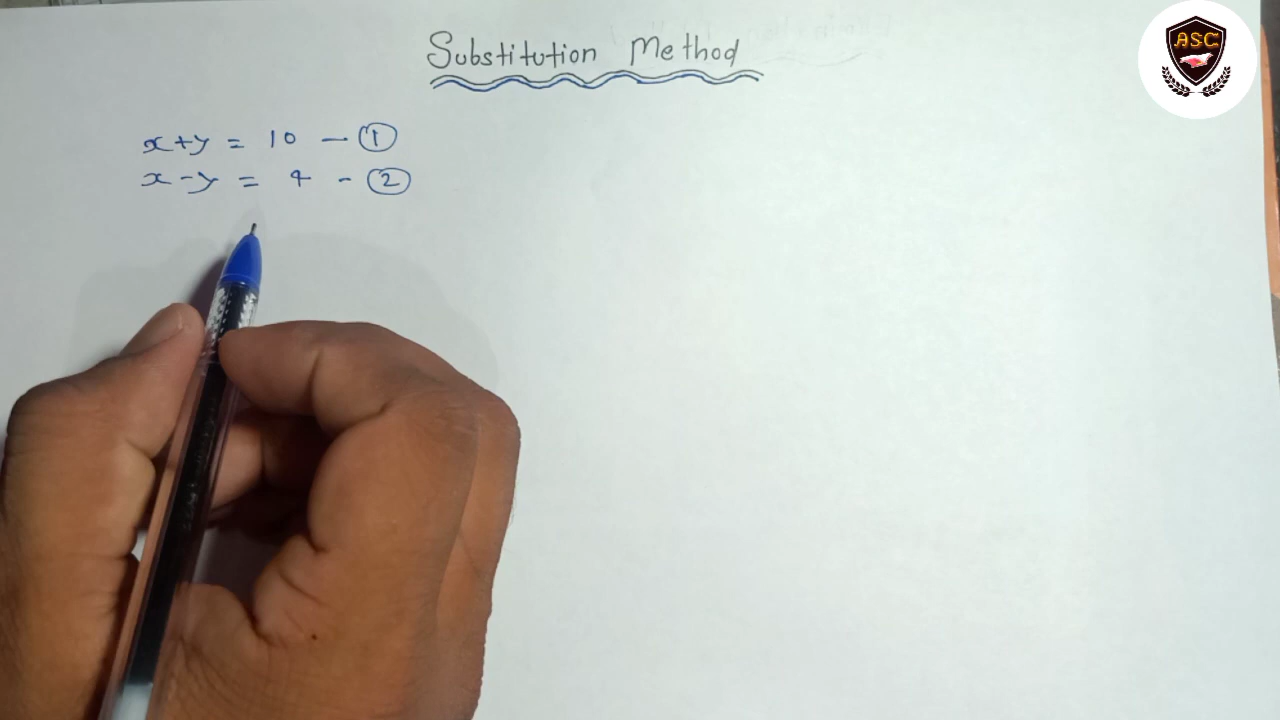 Substitution Method
x+y = 10 — ①
x-y = 4 - ②
ASC